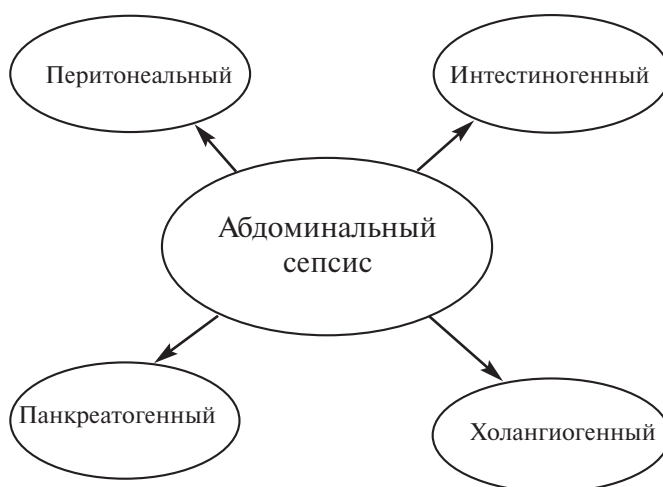 Перитонеальный
Интестиногенный
Абдоминальный
сепсис
Панкреатогенный
Холангиогенный